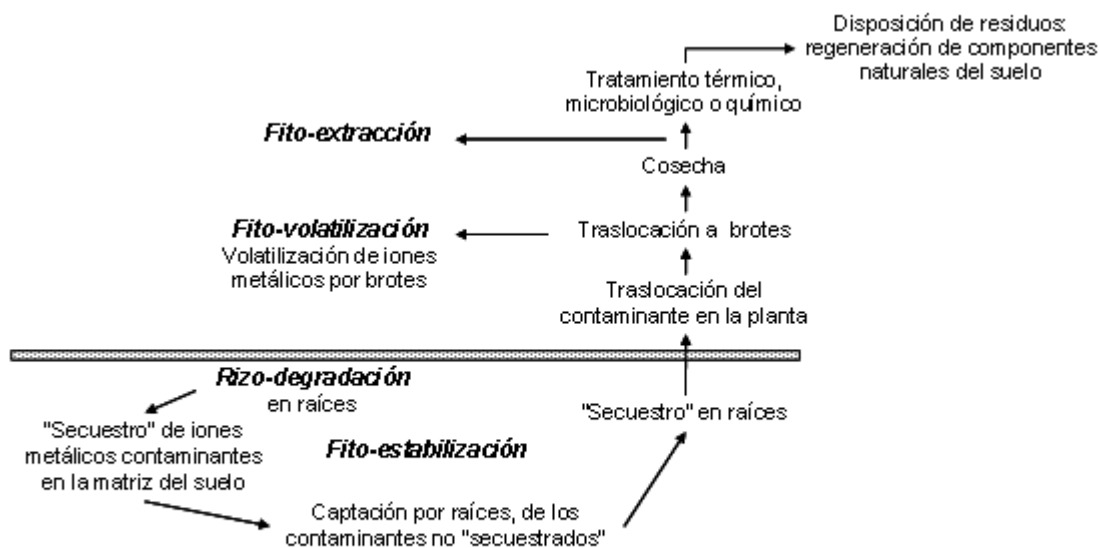 Disposición de residuos:
regeneración de componentes
naturales del suelo
Tratamiento térmico,
microbiológico o químico
Fito-extracción
Cosecha
Fito-volatilización
Volatilización de iones
metálicos por brotes
Traslocación a brotes
Traslocación del
contaminante en la planta
Rizo-degradación
en raíces
"Secuestro" en raíces
"Secuestro" de iones
metálicos contaminantes
en la matriz del suelo
Fito-estabilización
Captación por raíces, de los
contaminantes no "secuestrados"